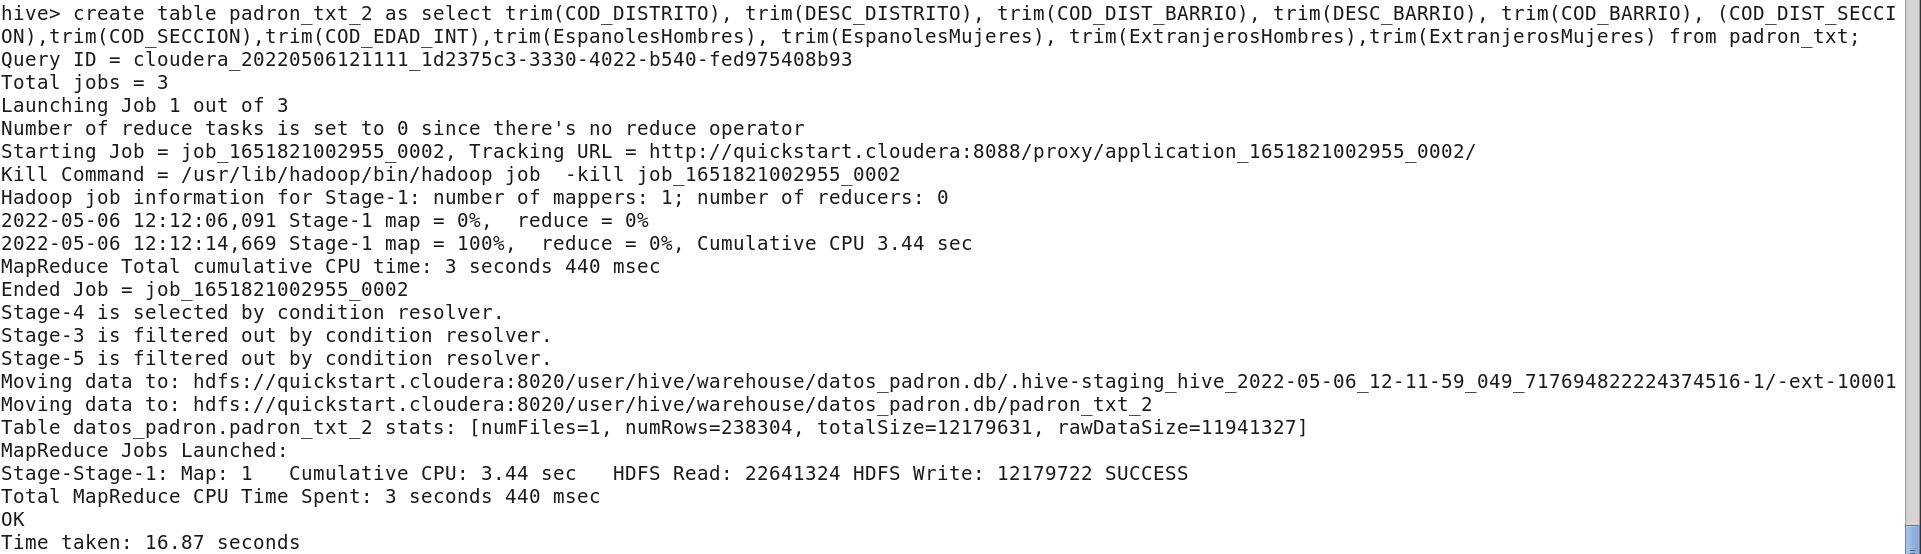 hive> create table padron_txt_2 as select trim(COD_DISTRITO), trim(DESC_DISTRITO), trim(COD_DIST_BARRIO), trim(DESC_BARRIO), trim(COD_BARRIO), (COD_DIST_SECCI
ON),trim(COD_SECCION),trim(COD_EDAD_INT),trim(EspanolesHombres), trim(EspanolesMujeres), trim(ExtranjerosHombres),trim(ExtranjerosMujeres) from padron_txt;
Query ID = cloudera_20220506121111_1d2375c3-3330-4022-b540-fed975408b93
Total jobs = 3
Launching Job 1 out of 3
Number of reduce tasks is set to 0 since there's no reduce operator
Starting Job = job_1651821002955_0002, Tracking URL = http://quickstart.cloudera:8088/proxy/application_1651821002955_0002/
Kill Command = /usr/lib/hadoop/bin/hadoop job  -kill job_1651821002955_0002
Hadoop job information for Stage-1: number of mappers: 1; number of reducers: 0
2022-05-06 12:12:06,091 Stage-1 map = 0%,  reduce = 0%
2022-05-06 12:12:14,669 Stage-1 map = 100%,  reduce = 0%, Cumulative CPU 3.44 sec
MapReduce Total cumulative CPU time: 3 seconds 440 msec
Ended Job = job_1651821002955_0002
Stage-4 is selected by condition resolver.
Stage-3 is filtered out by condition resolver.
Stage-5 is filtered out by condition resolver.
Moving data to: hdfs://quickstart.cloudera:8020/user/hive/warehouse/datos_padron.db/.hive-staging_hive_2022-05-06_12-11-59_049_717694822224374516-1/-ext-10001
Moving data to: hdfs://quickstart.cloudera:8020/user/hive/warehouse/datos_padron.db/padron_txt_2
Table datos_padron.padron_txt_2 stats: [numFiles=1, numRows=238304, totalSize=12179631, rawDataSize=11941327]
MapReduce Jobs Launched:
Stage-Stage-1: Map: 1   Cumulative CPU: 3.44 sec   HDFS Read: 22641324 HDFS Write: 12179722 SUCCESS
Total MapReduce CPU Time Spent: 3 seconds 440 msec
OK
Time taken: 16.87 seconds